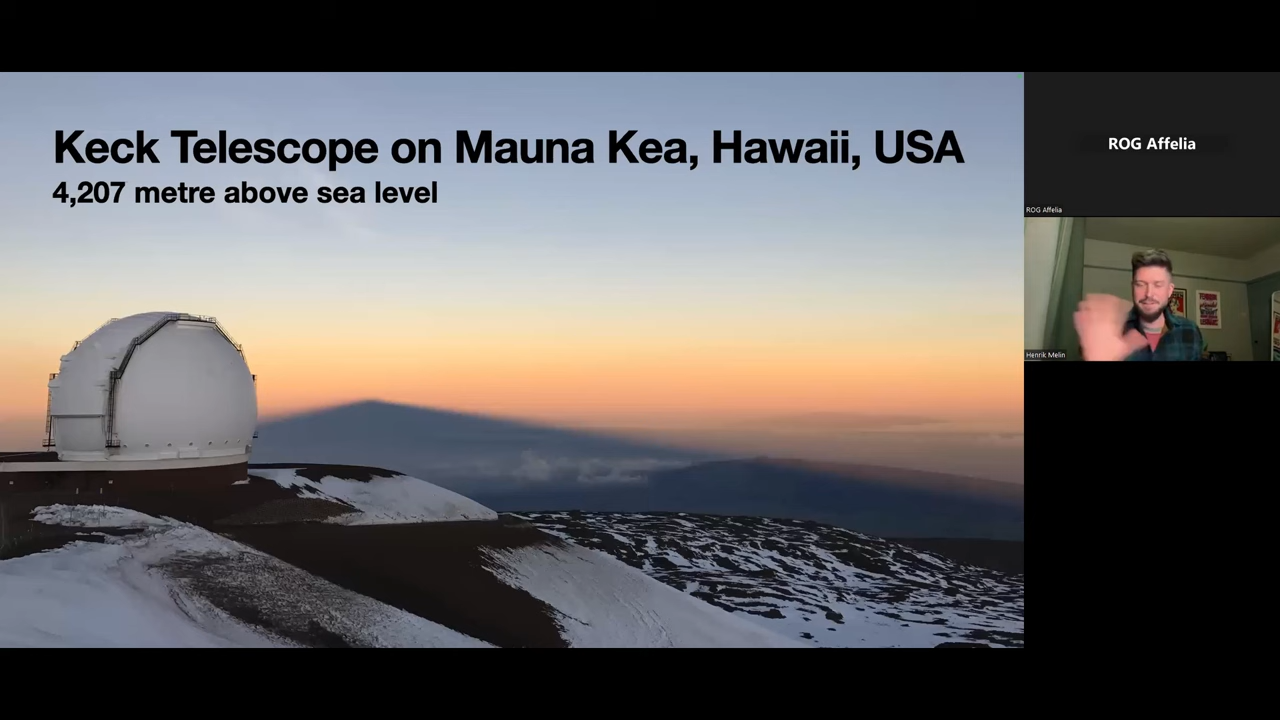 Keck Telescope on Mauna Kea, Hawaii, USA
4,207 metre above sea level
ROG Affelia
ROG Affelia
Henrik Melin